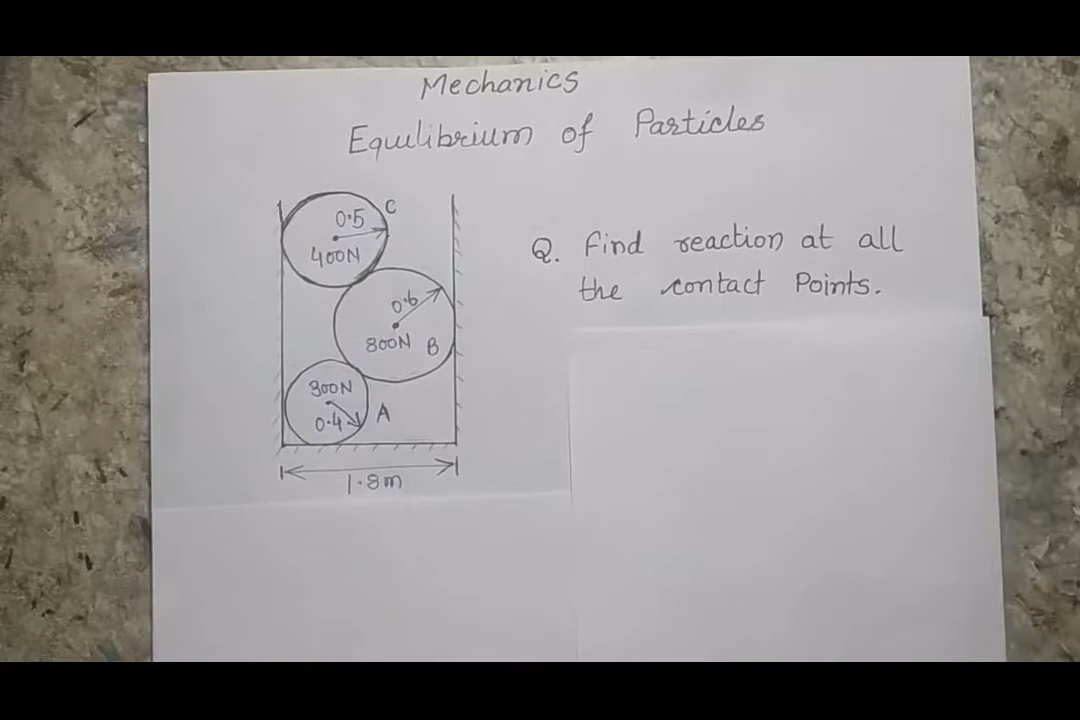 Mechanics
Equilibrium of Particles
C
0.5
400N
0.6
800N B
300N
0.4
A
1.8m
Q. Find reaction at all
the contact Points.